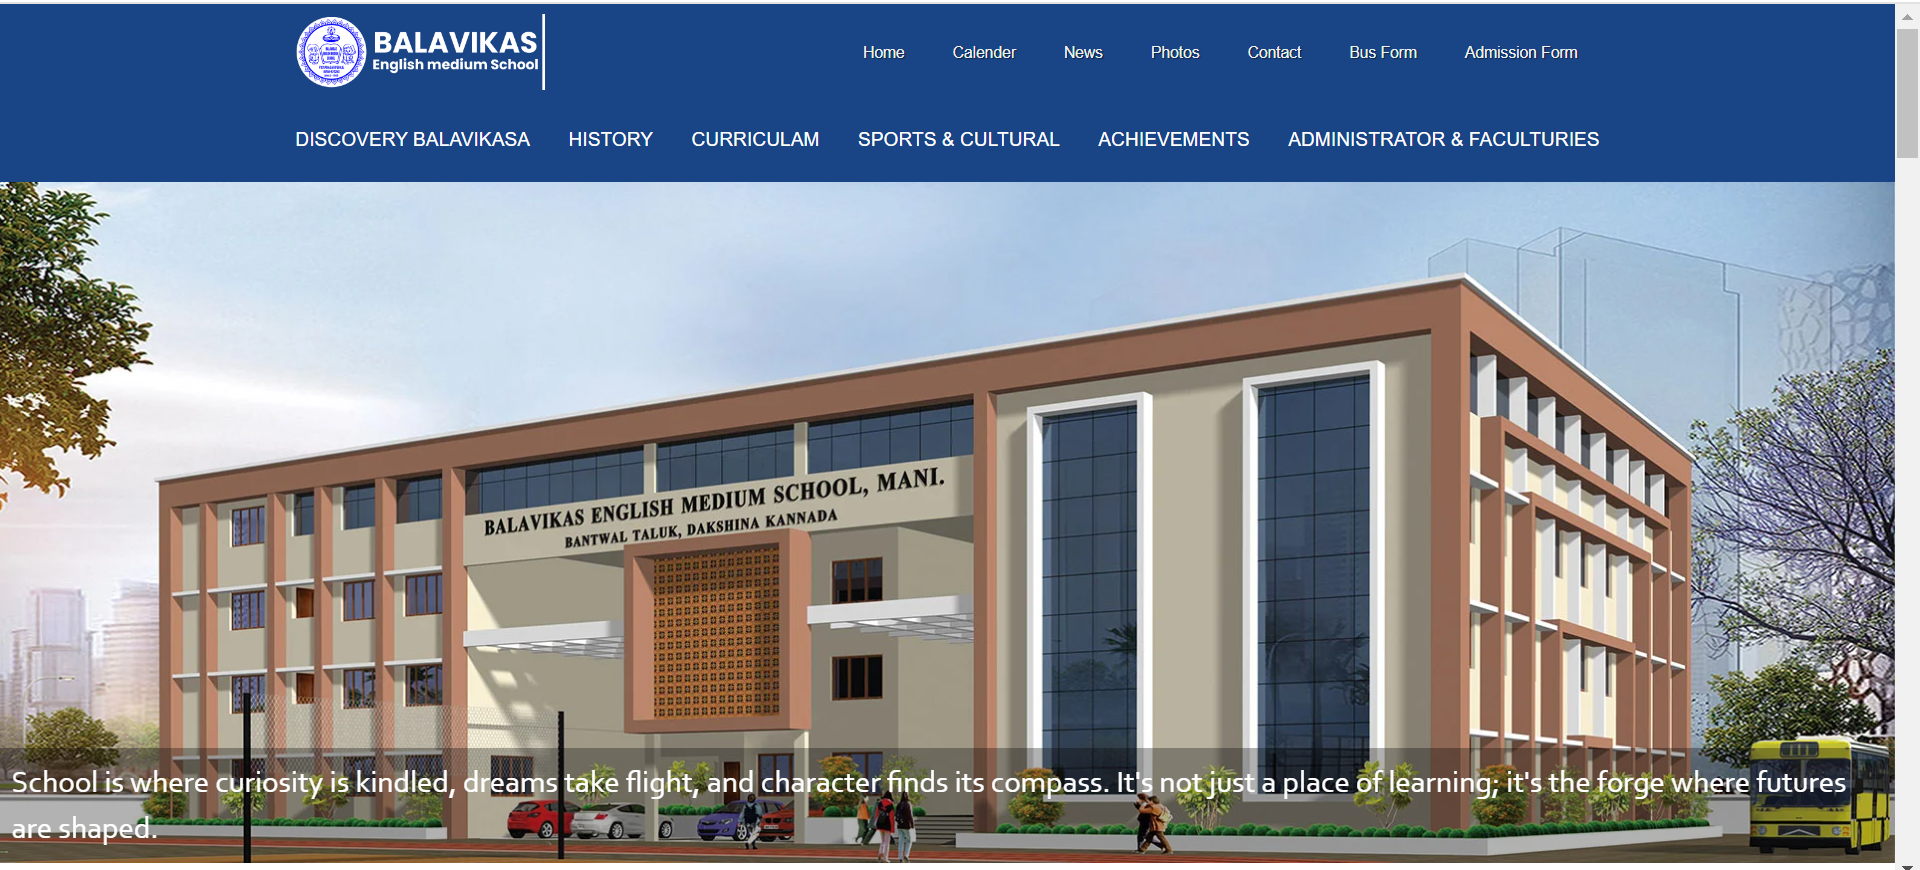 BALAVIKAS
English medium School
Home Calender News Photos Contact Bus Form Admission Form
DISCOVERY BALAVIKASA HISTORY CURRICULAM SPORTS & CULTURAL ACHIEVEMENTS ADMINISTRATOR & FACULTURIES
BALAVIKAS ENGLISH MEDIUM SCHOOL, MANI.
BANTWAL TALUK, DAKSHINA KANNADA
School is where curiosity is kindled, dreams take flight, and character finds its compass. It's not just a place of learning; it's the forge where futures
are shaped.